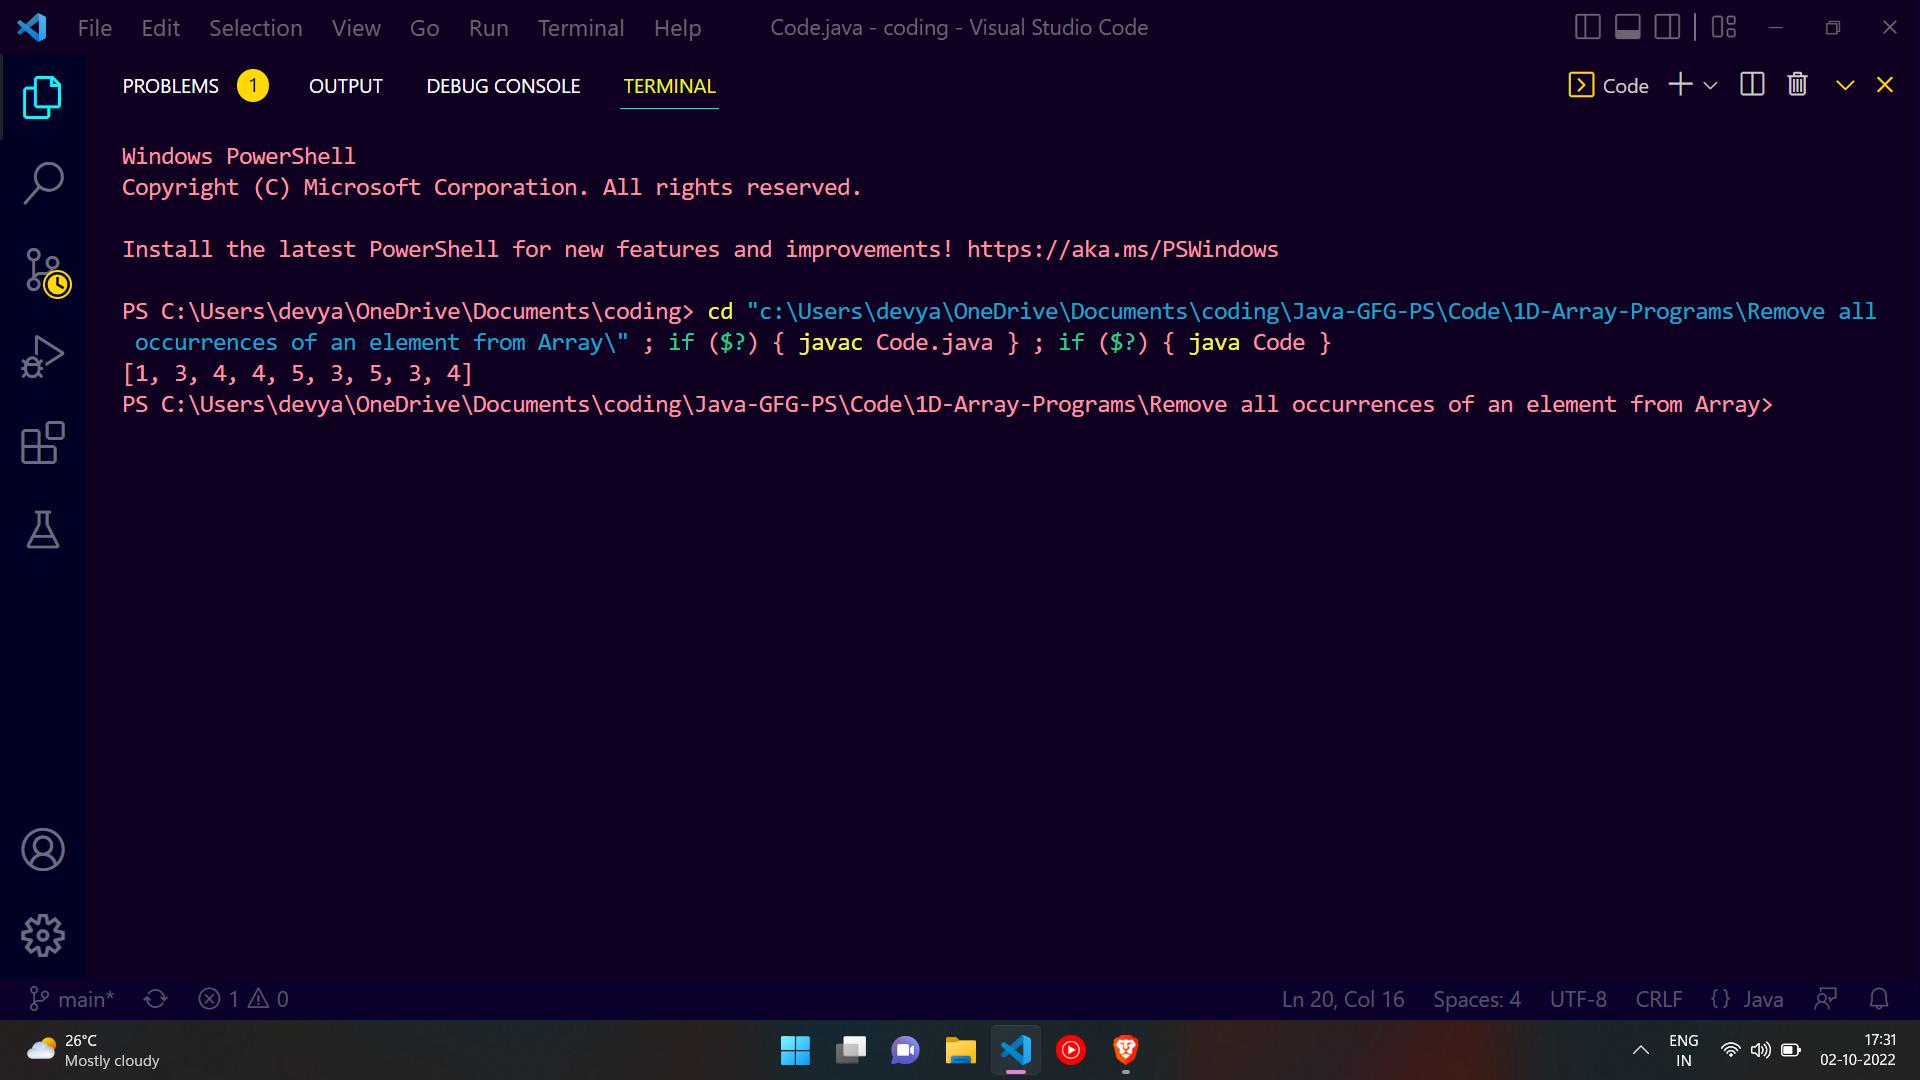 File Edit Selection View Go Run Terminal Help Code.java - coding - Visual Studio Code
PROBLEMS 1 OUTPUT DEBUG CONSOLE TERMINAL Code
Windows PowerShell
Copyright (C) Microsoft Corporation. All rights reserved.
Install the latest PowerShell for new features and improvements! https://aka.ms/PSWindows
PS C:\Users\devya\OneDrive\Documents\coding> cd "c:\Users\devya\OneDrive\Documents\coding\Java-GFG-PS\Code\1D-Array-Programs\Remove all
occurrences of an element from Array\" ; if ($?) { javac Code.java } ; if ($?) { java Code }
[1, 3, 4, 4, 5, 3, 5, 3, 4]
PS C:\Users\devya\OneDrive\Documents\coding\Java-GFG-PS\Code\1D-Array-Programs\Remove all occurrences of an element from Array>
main* 1 0 Ln 20, Col 16 Spaces: 4 UTF-8 CRLF {} Java
26°C
Mostly cloudy
ENG
IN
17:31
02-10-2022